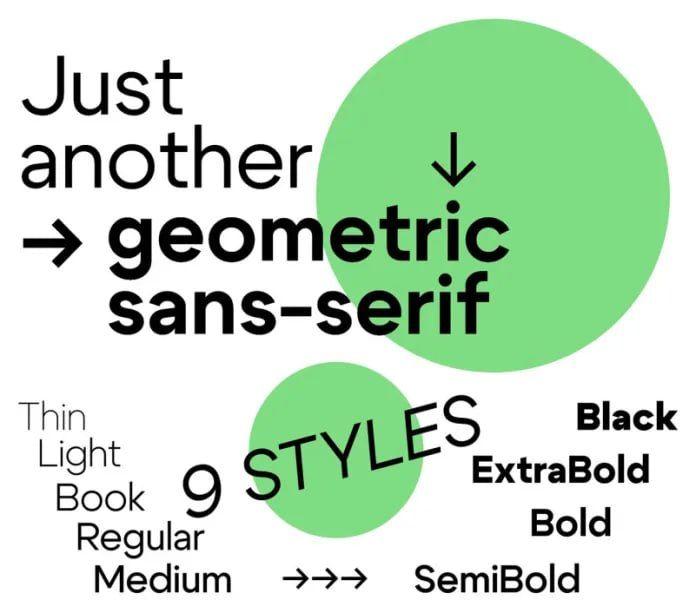 Just
another
↓
→ geometric
sans-serif
Thin
Light
Book
Regular
Medium
9 STYLES
→→→
Black
ExtraBold
Bold
SemiBold